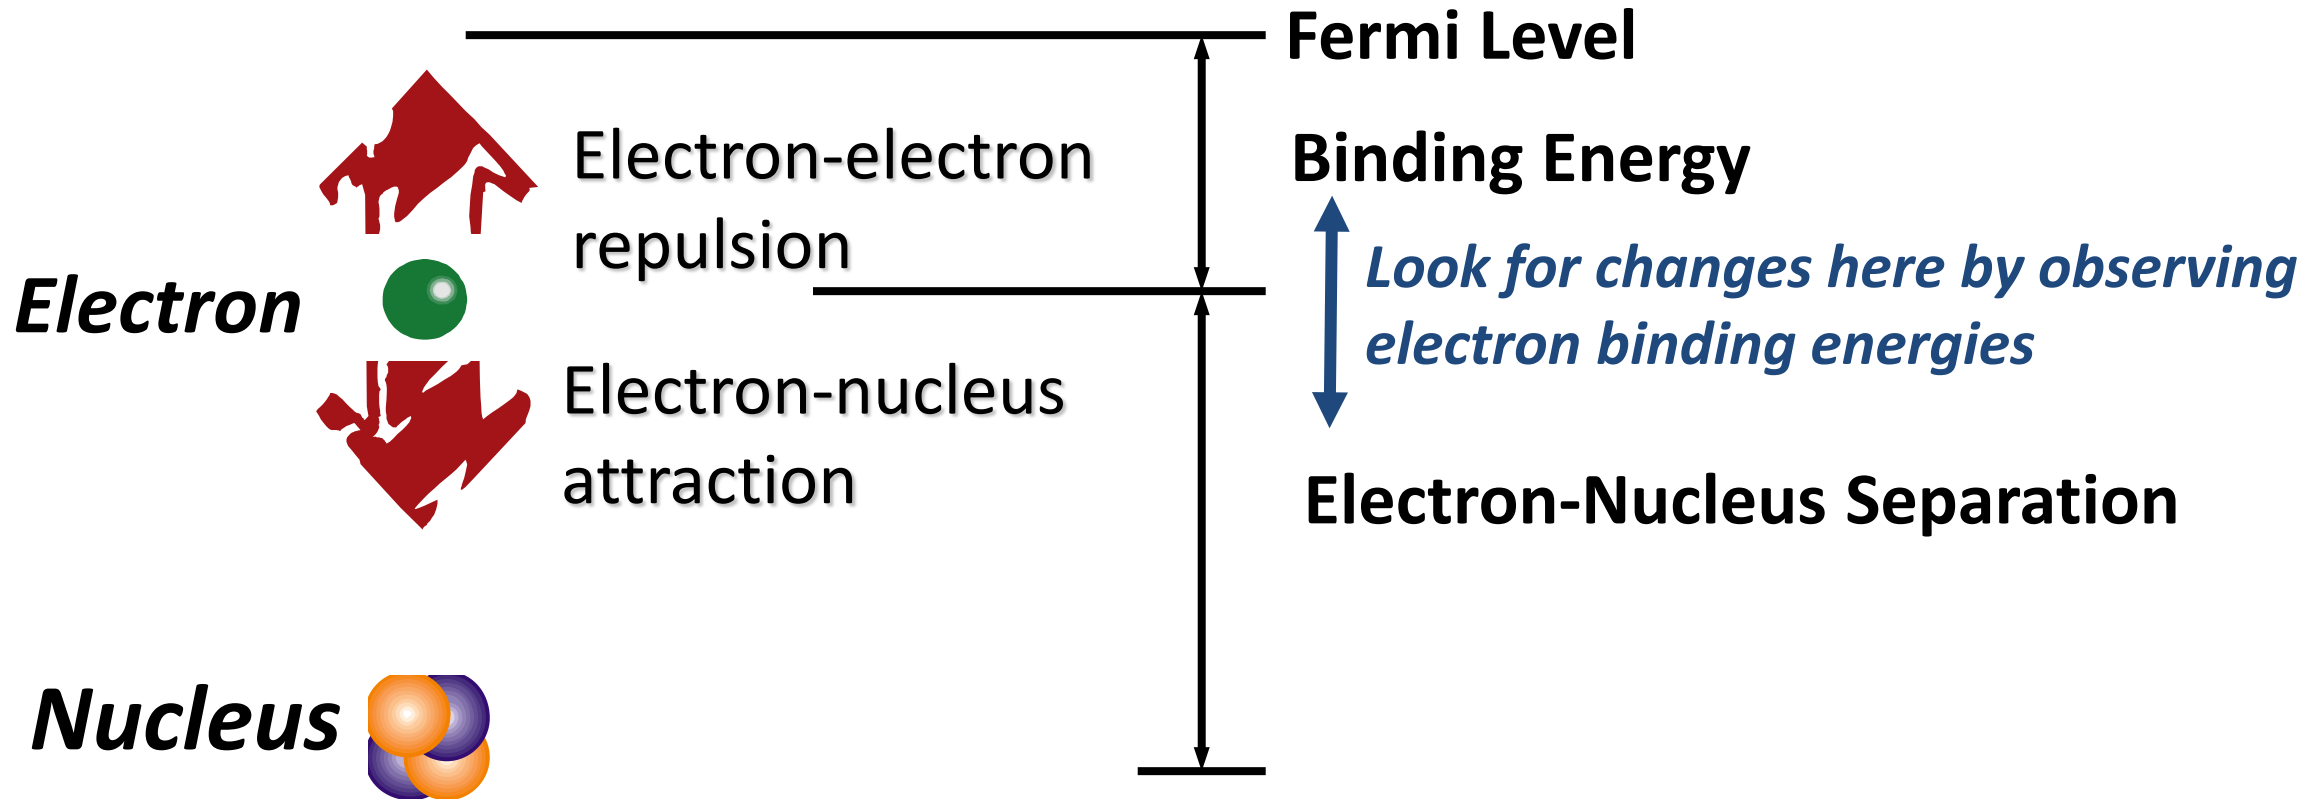 Fermi Level
Electron-electron
repulsion
Binding Energy
Look for changes here by observing
electron binding energies
Electron
Electron-nucleus
attraction
Electron-Nucleus Separation
Nucleus